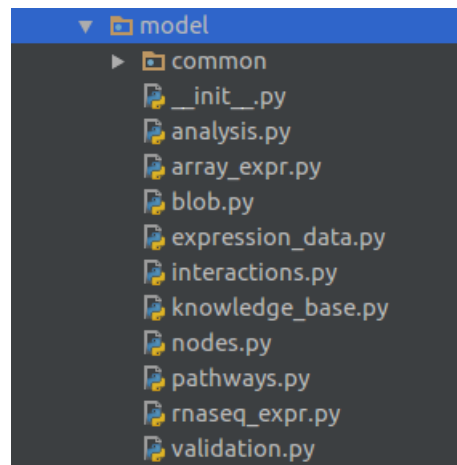 model
common
__init__.py
analysis.py
array_expr.py
blob.py
expression_data.py
interactions.py
knowledge_base.py
nodes.py
pathways.py
rnaseq_expr.py
validation.py